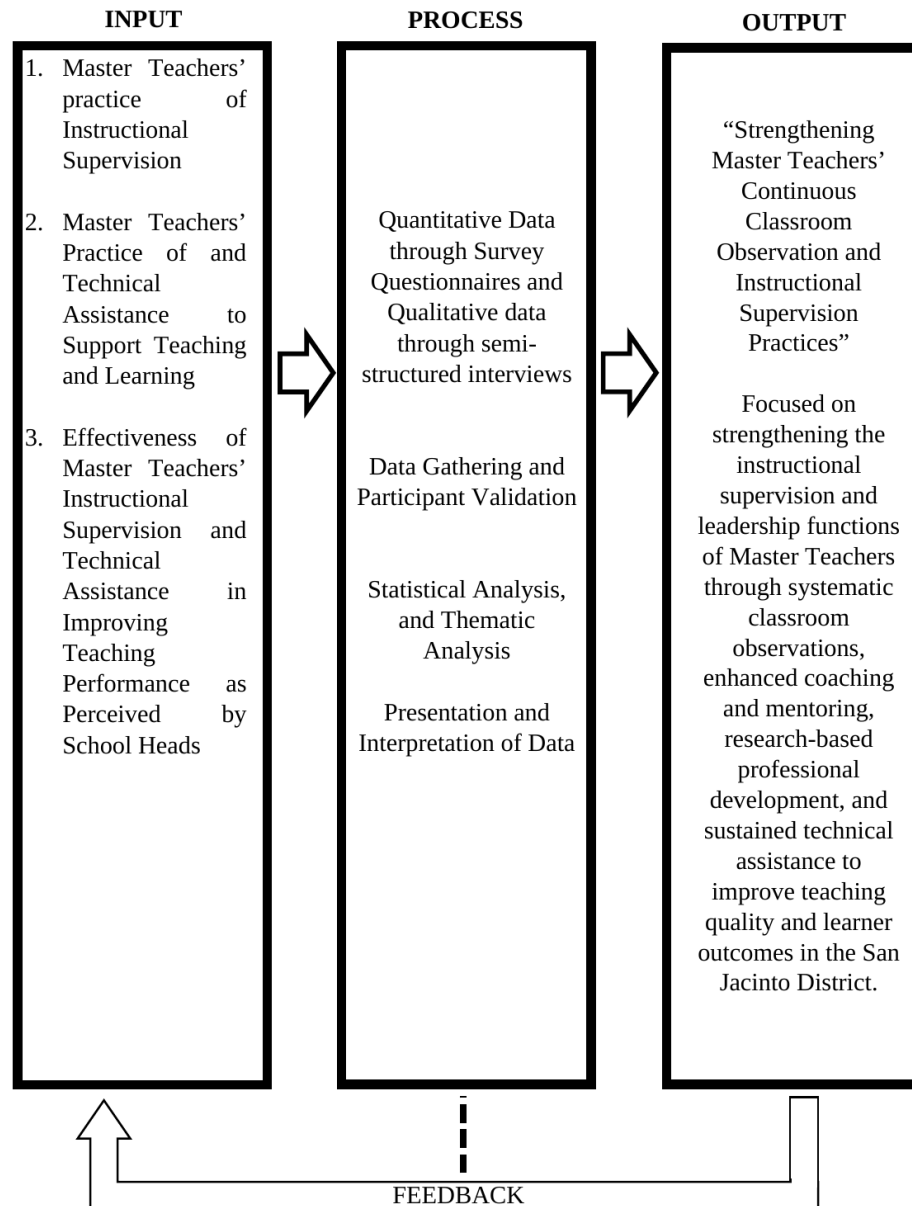 INPUT
1. Master Teachers’
practice of
Instructional
Supervision
2. Master Teachers’
Practice of and
Technical
Assistance to
Support Teaching
and Learning
3. Effectiveness of
Master Teachers’
Instructional
Supervision and
Technical
Assistance in
Improving
Teaching
Performance as
Perceived by
School Heads
PROCESS
Quantitative Data
through Survey
Questionnaires and
Qualitative data
through semi-
structured interviews
Data Gathering and
Participant Validation
Statistical Analysis,
and Thematic
Analysis
Presentation and
Interpretation of Data
OUTPUT
“Strengthening
Master Teachers’
Continuous
Classroom
Observation and
Instructional
Supervision
Practices”
Focused on
strengthening the
instructional
supervision and
leadership functions
of Master Teachers
through systematic
classroom
observations,
enhanced coaching
and mentoring,
research-based
professional
development, and
sustained technical
assistance to
improve teaching
quality and learner
outcomes in the San
Jacinto District.
FEEDBACK